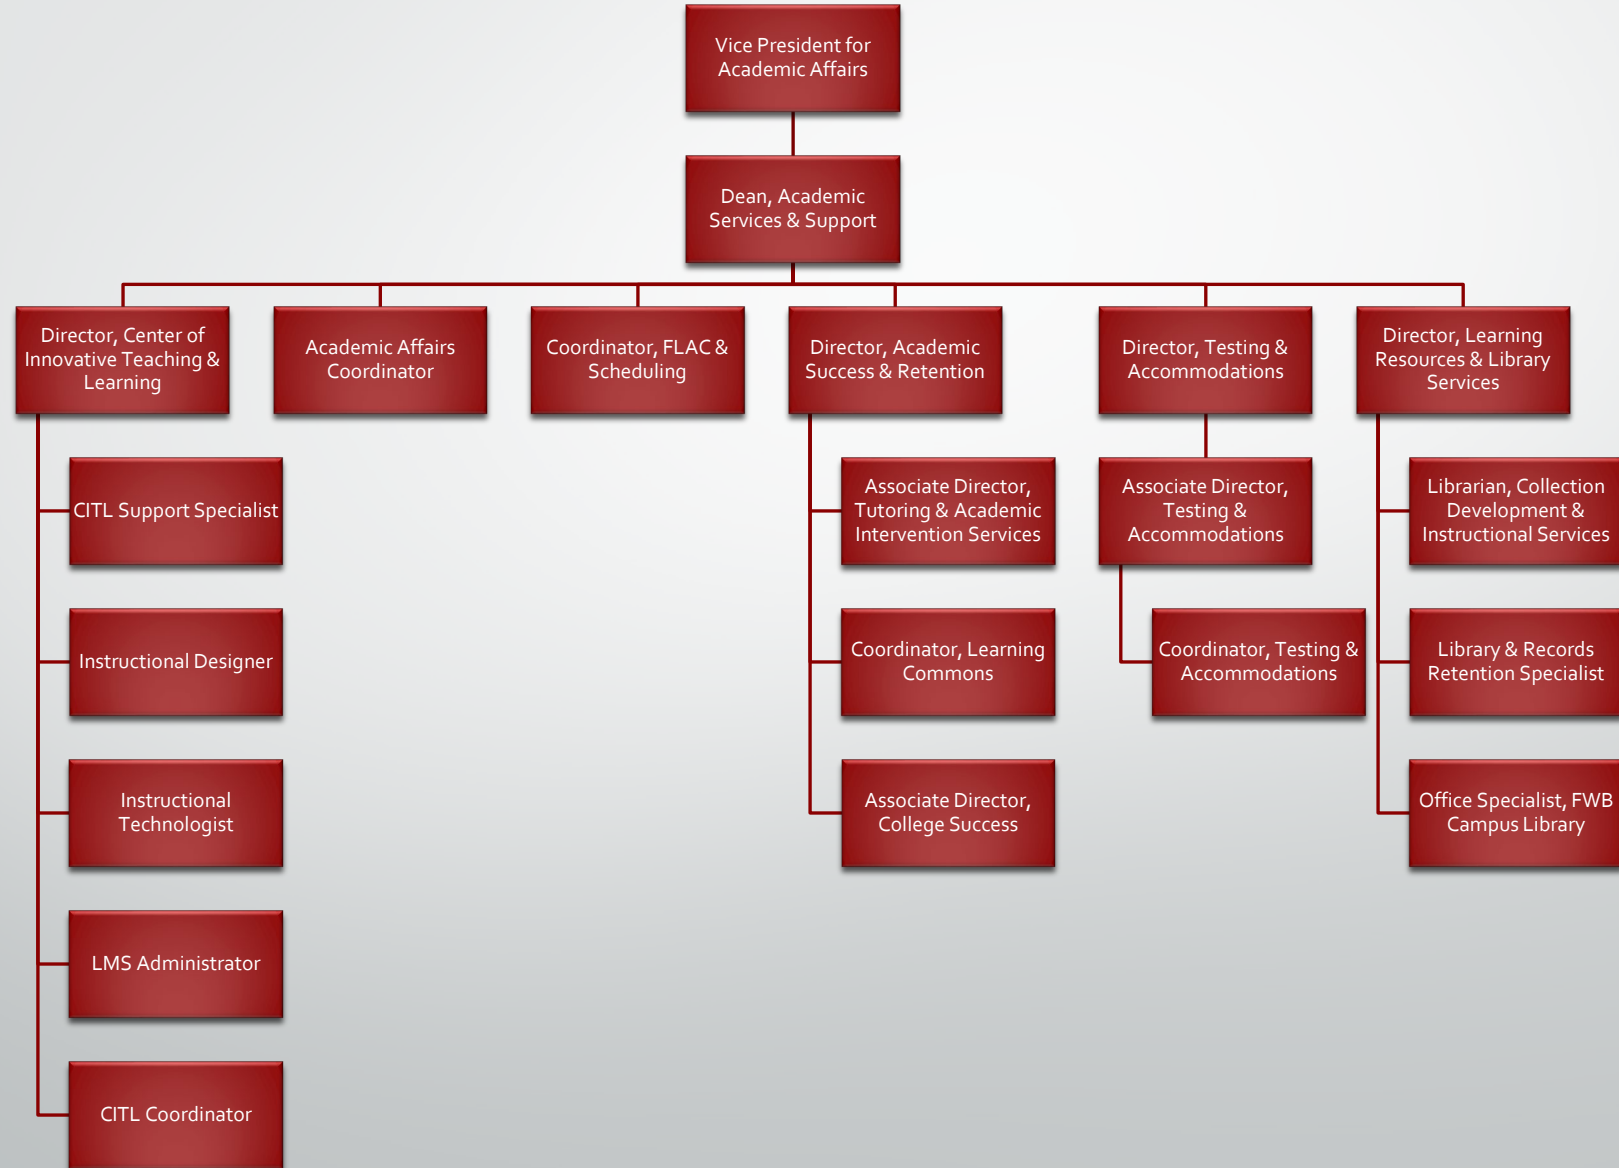 Vice President for
Academic Affairs
Dean, Academic
Services & Support
Director, Center of
Innovative Teaching &
Learning
Academic Affairs
Coordinator
Coordinator, FLAC &
Scheduling
Director, Academic
Success & Retention
Director, Testing &
Accommodations
Director, Learning
Resources & Library
Services
CITL Support Specialist
Instructional Designer
Instructional
Technologist
LMS Administrator
CITL Coordinator
Associate Director,
Tutoring & Academic
Intervention Services
Coordinator, Learning
Commons
Associate Director,
College Success
Associate Director,
Testing &
Accommodations
Coordinator, Testing &
Accommodations
Librarian, Collection
Development &
Instructional Services
Library & Records
Retention Specialist
Office Specialist, FWB
Campus Library